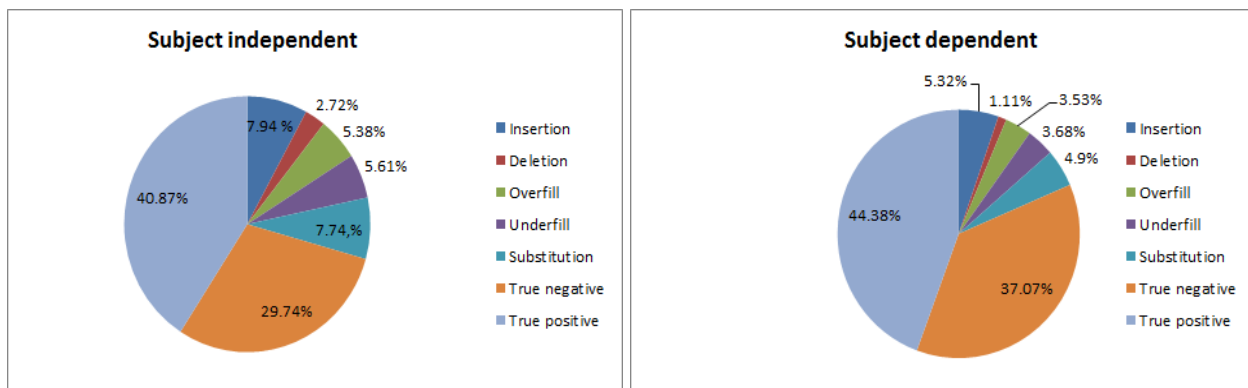 Subject independent
7.94 %
2.72%
5.38%
5.61%
7.74,%
29.74%
40.87%
Insertion
Deletion
Overfill
Underfill
Substitution
True negative
True positive
Subject dependent
5.32%
1.11%
3.53%
3.68%
4.9%
37.07%
44.38%
Insertion
Deletion
Overfill
Underfill
Substitution
True negative
True positive